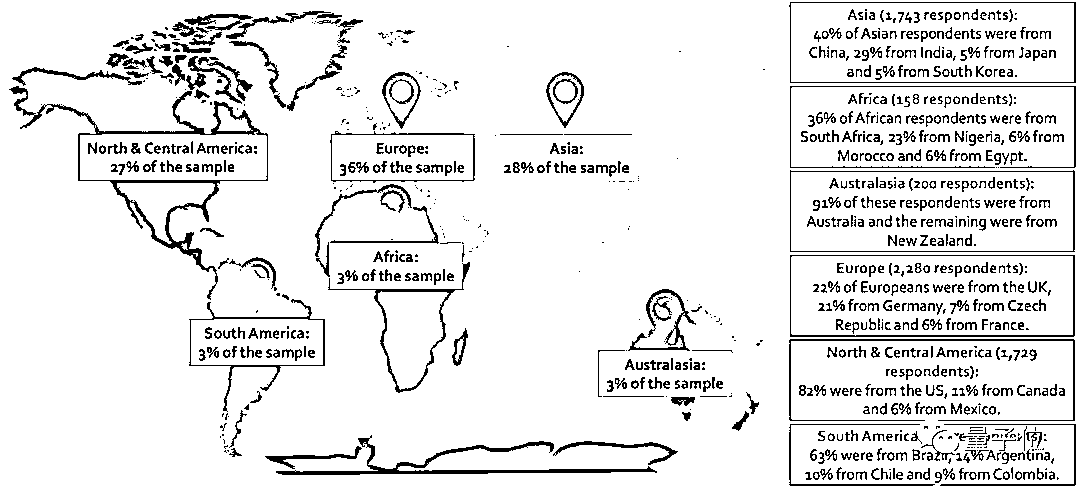 North & Central America:
27% of the sample
Europe:
36% of the sample
Asia:
28% of the sample
Africa:
3% of the sample
South America:
3% of the sample
Australasia:
3% of the sample
Asia (1,743 respondents):
40% of Asian respondents were from
China, 29% from India, 5% from Japan
and 5% from South Korea.
Africa (158 respondents):
36% of African respondents were from
South Africa, 23% from Nigeria, 6% from
Morocco and 6% from Egypt.
Australasia (200 respondents):
91% of these respondents were from
Australia and the remaining were from
New Zealand.
Europe (2,280 respondents):
22% of Europeans were from the UK,
21% from Germany, 7% from Czech
Republic and 6% from France.
North & Central America (1,729
respondents):
82% were from the US, 11% from Canada
and 6% from Mexico.
South America
63% were from Brazil, 14% Argentina,
10% from Chile and 9% from Colombia.
量子位